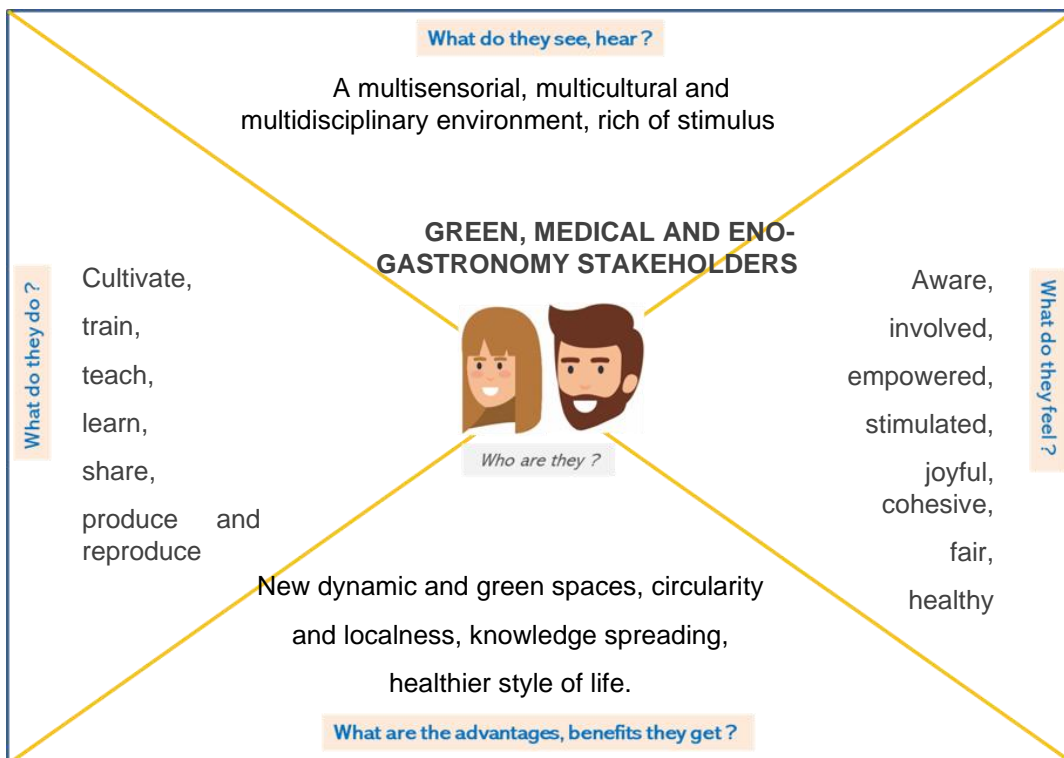 What do they see, hear ?
A multisensorial, multicultural and
multidisciplinary environment, rich of stimulus
GREEN, MEDICAL AND ENO-
GASTRONOMY STAKEHOLDERS
Who are they ?
What do they do ?
Cultivate,
train,
teach,
learn,
share,
produce and
reproduce
What do they feel ?
Aware,
involved,
empowered,
stimulated,
joyful,
cohesive,
fair,
healthy
New dynamic and green spaces, circularity
and localness, knowledge spreading,
healthier style of life.
What are the advantages, benefits they get ?